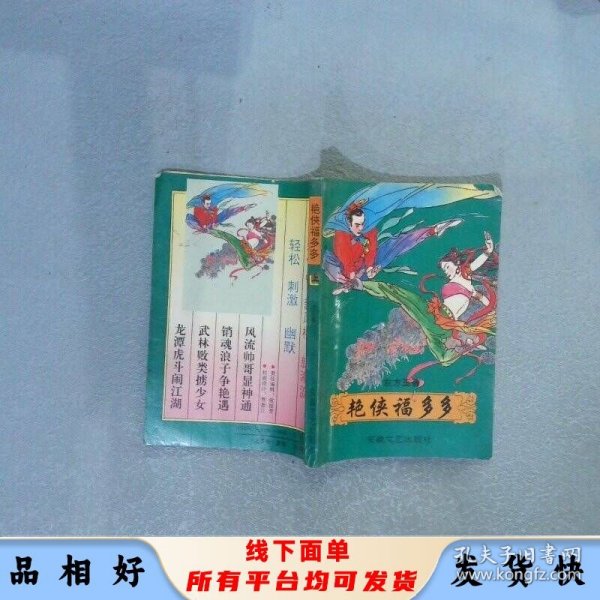 艳侠福多多
上
轻松 刺激 幽默
风流帅哥显神通
销魂浪子争艳遇
武林败类掳少女
龙潭虎斗闹江湖
艳侠福多多
安徽文艺出版社
品相好
线下面单
所有平台均可发货
发货快
孔夫子旧书网
www.kongfz.com